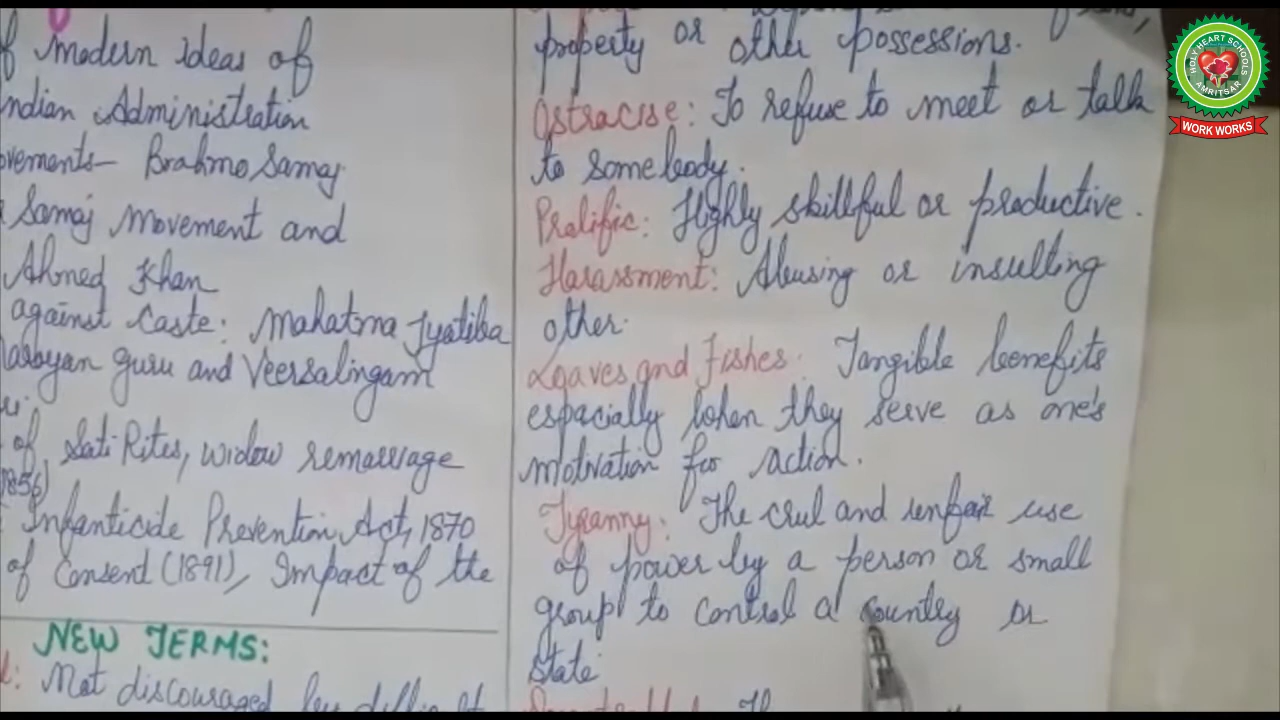 of modern ideas of
Indian Administration
ovements- Brahmo Samaj
Samaj Movement and
Ahmed Khan
against Caste: Mahatma Jyotiba
arayan Guru and Veersalingam
of Sati Rites, widow remarriage
1856)
Infanticide Prevention Act, 1870
of Consent (1891), Impact of the
NEW TERMS:
Not discouraged by difficult
property or other possessions.
Ostracise: To refuse to meet or talk
to somebody.
Prolific: Highly skillful or productive.
Harassment: Abusing or insulting
other.
Loaves and Fishes: Tangible benefits
espacially when they serve as one's
motivation for action.
Tyranny: The crul and unfair use
of power by a person or small
group to control a country or
state
HOLY HEART SCHOOLS
AMRITSAR
WORK WORKS